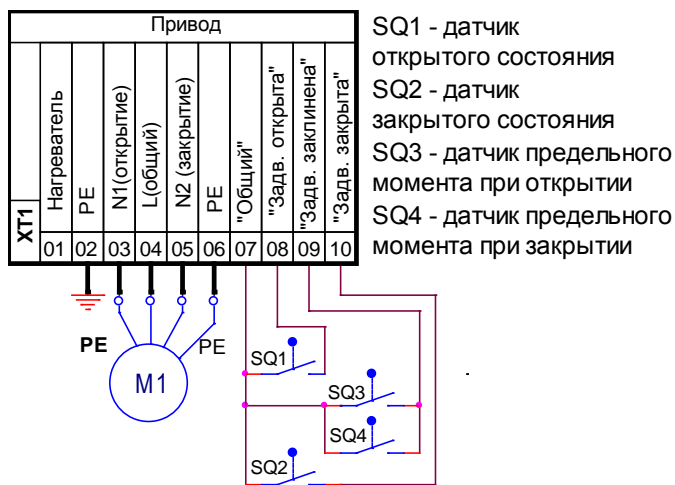 Привод
XT1
Нагреватель
PE
N1(открытие)
L(общий)
N2 (закрытие)
PE
"Общий"
"Задв. открыта"
"Задв. заклинена"
"Задв. закрыта"
01 02 03 04 05 06 07 08 09 10
SQ1 - датчик
открытого состояния
SQ2 - датчик
закрытого состояния
SQ3 - датчик предельного
момента при открытии
SQ4 - датчик предельного
момента при закрытии
PE
PE
M1
SQ1
SQ3
SQ4
SQ2